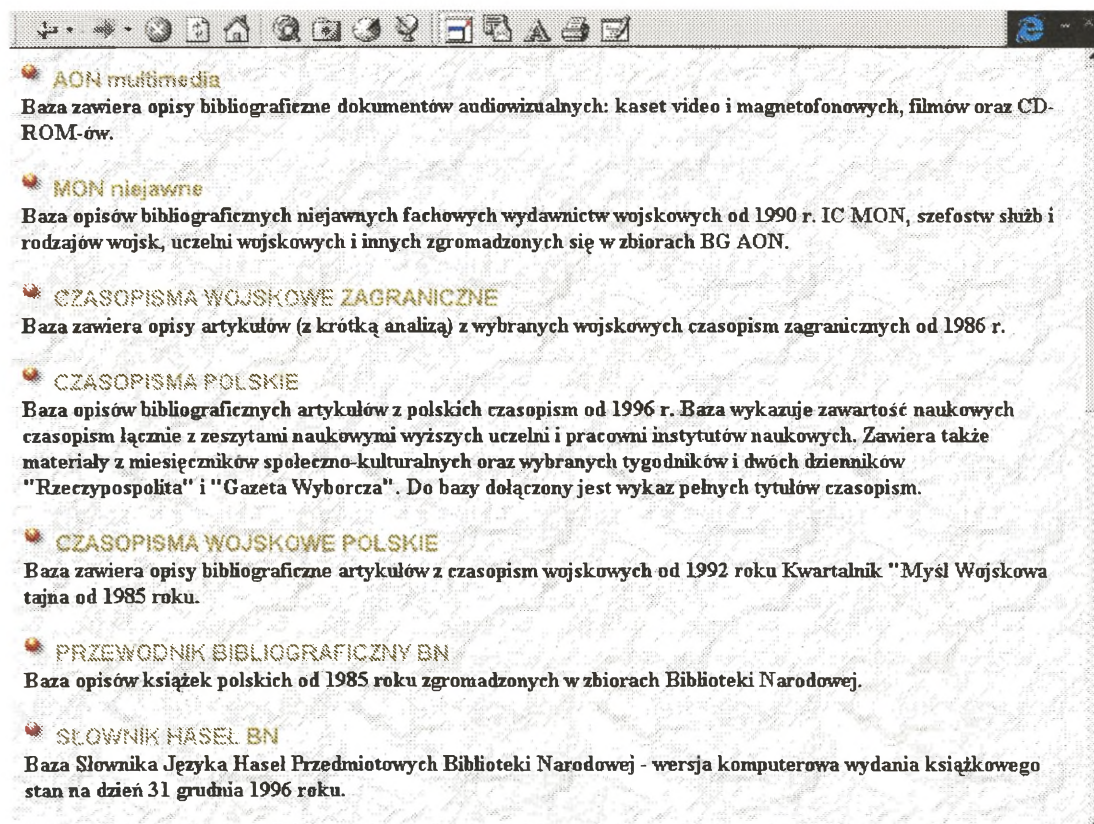 AON multimedia
Baza zawiera opisy bibliograficzne dokumentów audiowizualnych: kaset video i magnetofonowych, filmów oraz CD-
ROM-ów.
MON niejawne
Baza opisów bibliograficznych niejawnych fachowych wydawnictw wojskowych od 1990 r. IC MON, szefostw służb i
rodzajów wojsk, uczelni wojskowych i innych zgromadzonych się w zbiorach BG AON.
CZASOPISMA WOJSKOWE ZAGRANICZNE
Baza zawiera opisy artykułów (z krótką analizą) z wybranych wojskowych czasopism zagranicznych od 1986 r.
CZASOPISMA POLSKIE
Baza opisów bibliograficznych artykułów z polskich czasopism od 1996 r. Baza wykazuje zawartość naukowych
czasopism łącznie z zeszytami naukowymi wyższych uczelni i pracowni instytutów naukowych. Zawiera także
materiały z miesięczników społeczno-kulturalnych oraz wybranych tygodników i dwóch dzienników
"Rzeczypospolita" i "Gazeta Wyborcza". Do bazy dołączony jest wykaz pełnych tytułów czasopism.
CZASOPISMA WOJSKOWE POLSKIE
Baza zawiera opisy bibliograficzne artykułów z czasopism wojskowych od 1992 roku Kwartalnik "Myśl Wojskowa
tajna od 1985 roku.
PRZEWODNIK BIBLIOGRAFICZNY BN
Baza opisów książek polskich od 1985 roku zgromadzonych w zbiorach Biblioteki Narodowej.
SŁOWNIK HASEŁ BN
Baza Słownika Języka Haseł Przedmiotowych Biblioteki Narodowej - wersja komputerowa wydania książkowego
stan na dzień 31 grudnia 1996 roku.